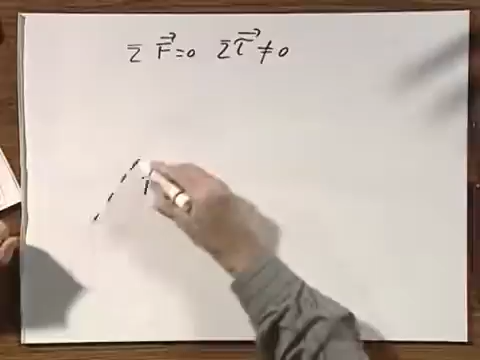 Σ F⃗ = 0 Σ τ⃗ ≠ 0